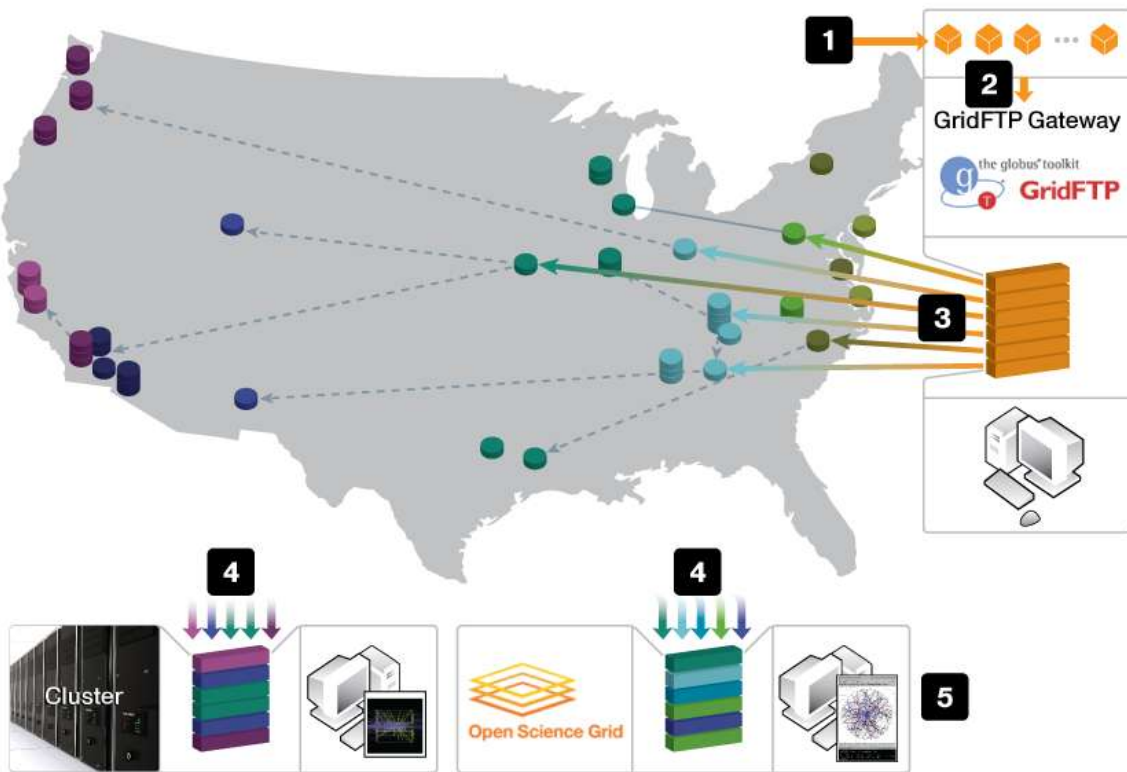 1
2
GridFTP Gateway
the globus® toolkit
g
T
GridFTP
3
4
4
Cluster
Open Science Grid
5